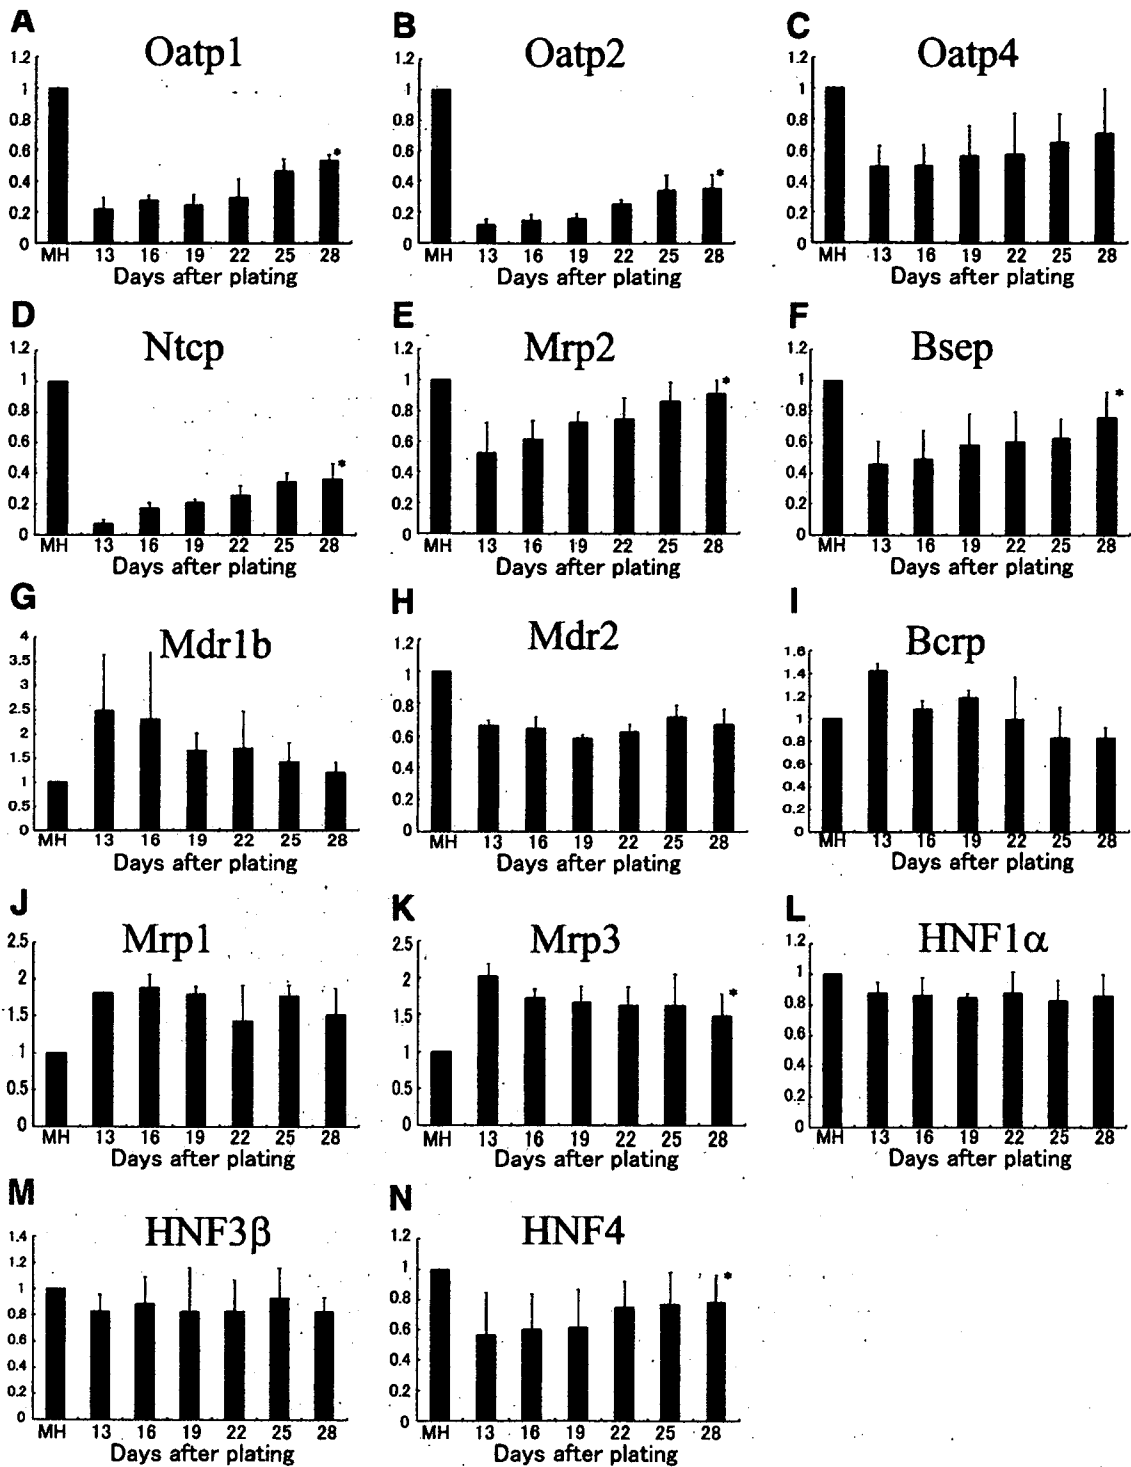 A
Oatp1
1.2
1
0.8
0.6
0.4
0.2
0
*
MH 13 16 19 22 25 28
Days after plating
B
Oatp2
1.2
1
0.8
0.6
0.4
0.2
0
*
MH 13 16 19 22 25 28
Days after plating
C
Oatp4
1.2
1
0.8
0.6
0.4
0.2
0
MH 13 16 19 22 25 28
Days after plating
D
Ntcp
1.2
1
0.8
0.6
0.4
0.2
0
*
MH 13 16 19 22 25 28
Days after plating
E
Mrp2
1.2
1
0.8
0.6
0.4
0.2
0
*
MH 13 16 19 22 25 28
Days after plating
F
Bsep
1.2
1
0.8
0.6
0.4
0.2
0
*
MH 13 16 19 22 25 28
Days after plating
G
Mdr1b
4
3.5
3
2.5
2
1.5
1
0.5
0
MH 13 16 19 22 25 28
Days after plating
H
Mdr2
1.2
1
0.8
0.6
0.4
0.2
0
MH 13 16 19 22 25 28
Days after plating
I
Bcrp
1.6
1.4
1.2
1
0.8
0.6
0.4
0.2
0
MH 13 16 19 22 25 28
Days after plating
J
Mrp1
2.5
2
1.5
1
0.5
0
MH 13 16 19 22 25 28
Days after plating
K
Mrp3
2.5
2
1.5
1
0.5
0
*
MH 13 16 19 22 25 28
Days after plating
L
HNF1α
1.2
1
0.8
0.6
0.4
0.2
0
MH 13 16 19 22 25 28
Days after plating
M
HNF3β
1.4
1.2
1
0.8
0.6
0.4
0.2
0
MH 13 16 19 22 25 28
Days after plating
N
HNF4
1.2
1
0.8
0.6
0.4
0.2
0
*
MH 13 16 19 22 25 28
Days after plating